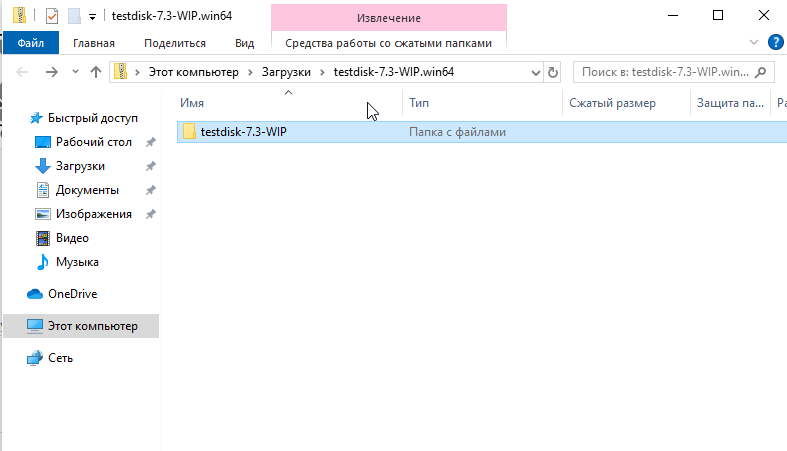 testdisk-7.3-WIP.win64
Извлечение
Файл
Главная
Поделиться
Вид
Средства работы со сжатыми папками
Этот компьютер
Загрузки
testdisk-7.3-WIP.win64
Поиск в: testdisk-7.3-WIP.win...
Имя
Тип
Сжатый размер
Защита па...
Ра
testdisk-7.3-WIP
Папка с файлами
Быстрый доступ
Рабочий стол
Загрузки
Документы
Изображения
Видео
Музыка
OneDrive
Этот компьютер
Сеть